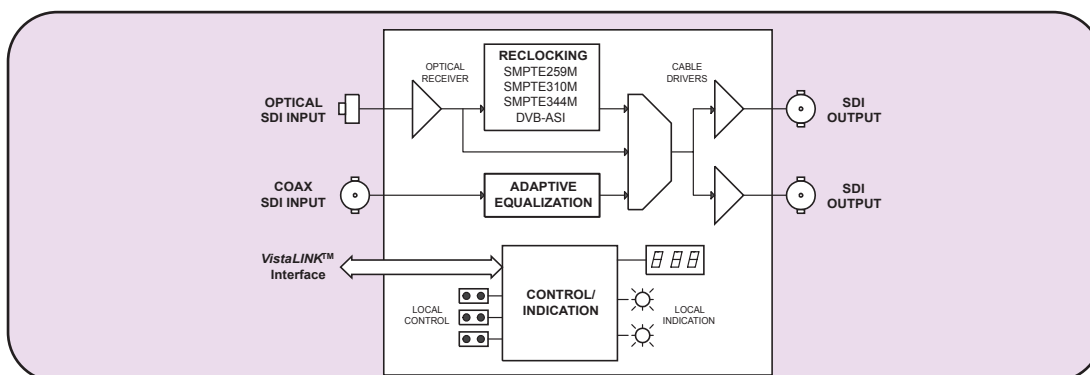 OPTICAL
SDI INPUT
OPTICAL
RECEIVER
RECLOCKING
SMPTE259M
SMPTE310M
SMPTE344M
DVB-ASI
CABLE
DRIVERS
SDI
OUTPUT
COAX
SDI INPUT
ADAPTIVE
EQUALIZATION
SDI
OUTPUT
VistaLINK™
Interface
LOCAL
CONTROL
CONTROL/
INDICATION
888
LOCAL
INDICATION